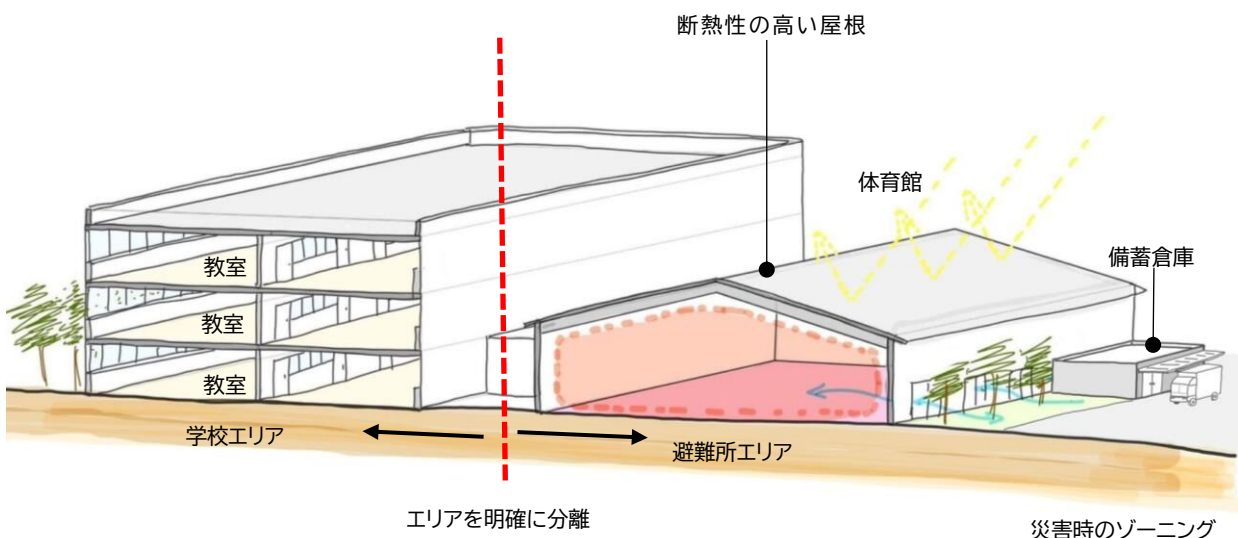 断熱性の高い屋根
体育館
備蓄倉庫
教室
教室
教室
学校エリア
避難所エリア
エリアを明確に分離
災害時のゾーニング